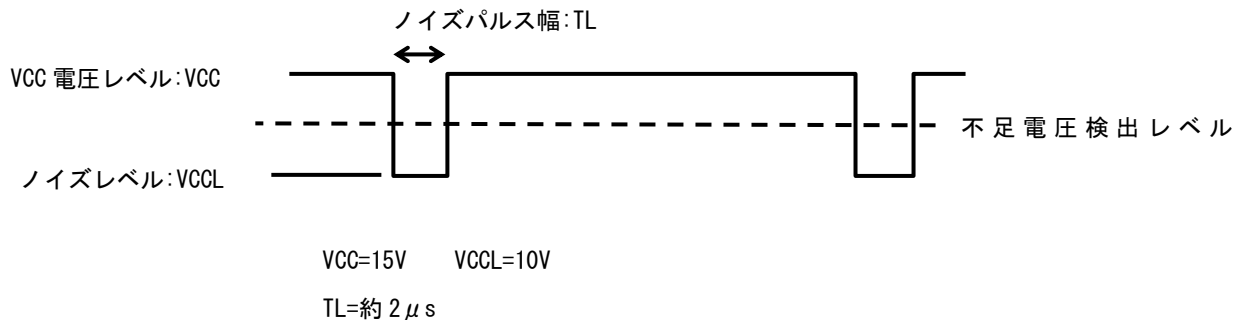 ノイズパルス幅:TL
VCC 電圧レベル:VCC
不足電圧検出レベル
ノイズレベル:VCCL
VCC=15V VCCL=10V
TL=約 2μs